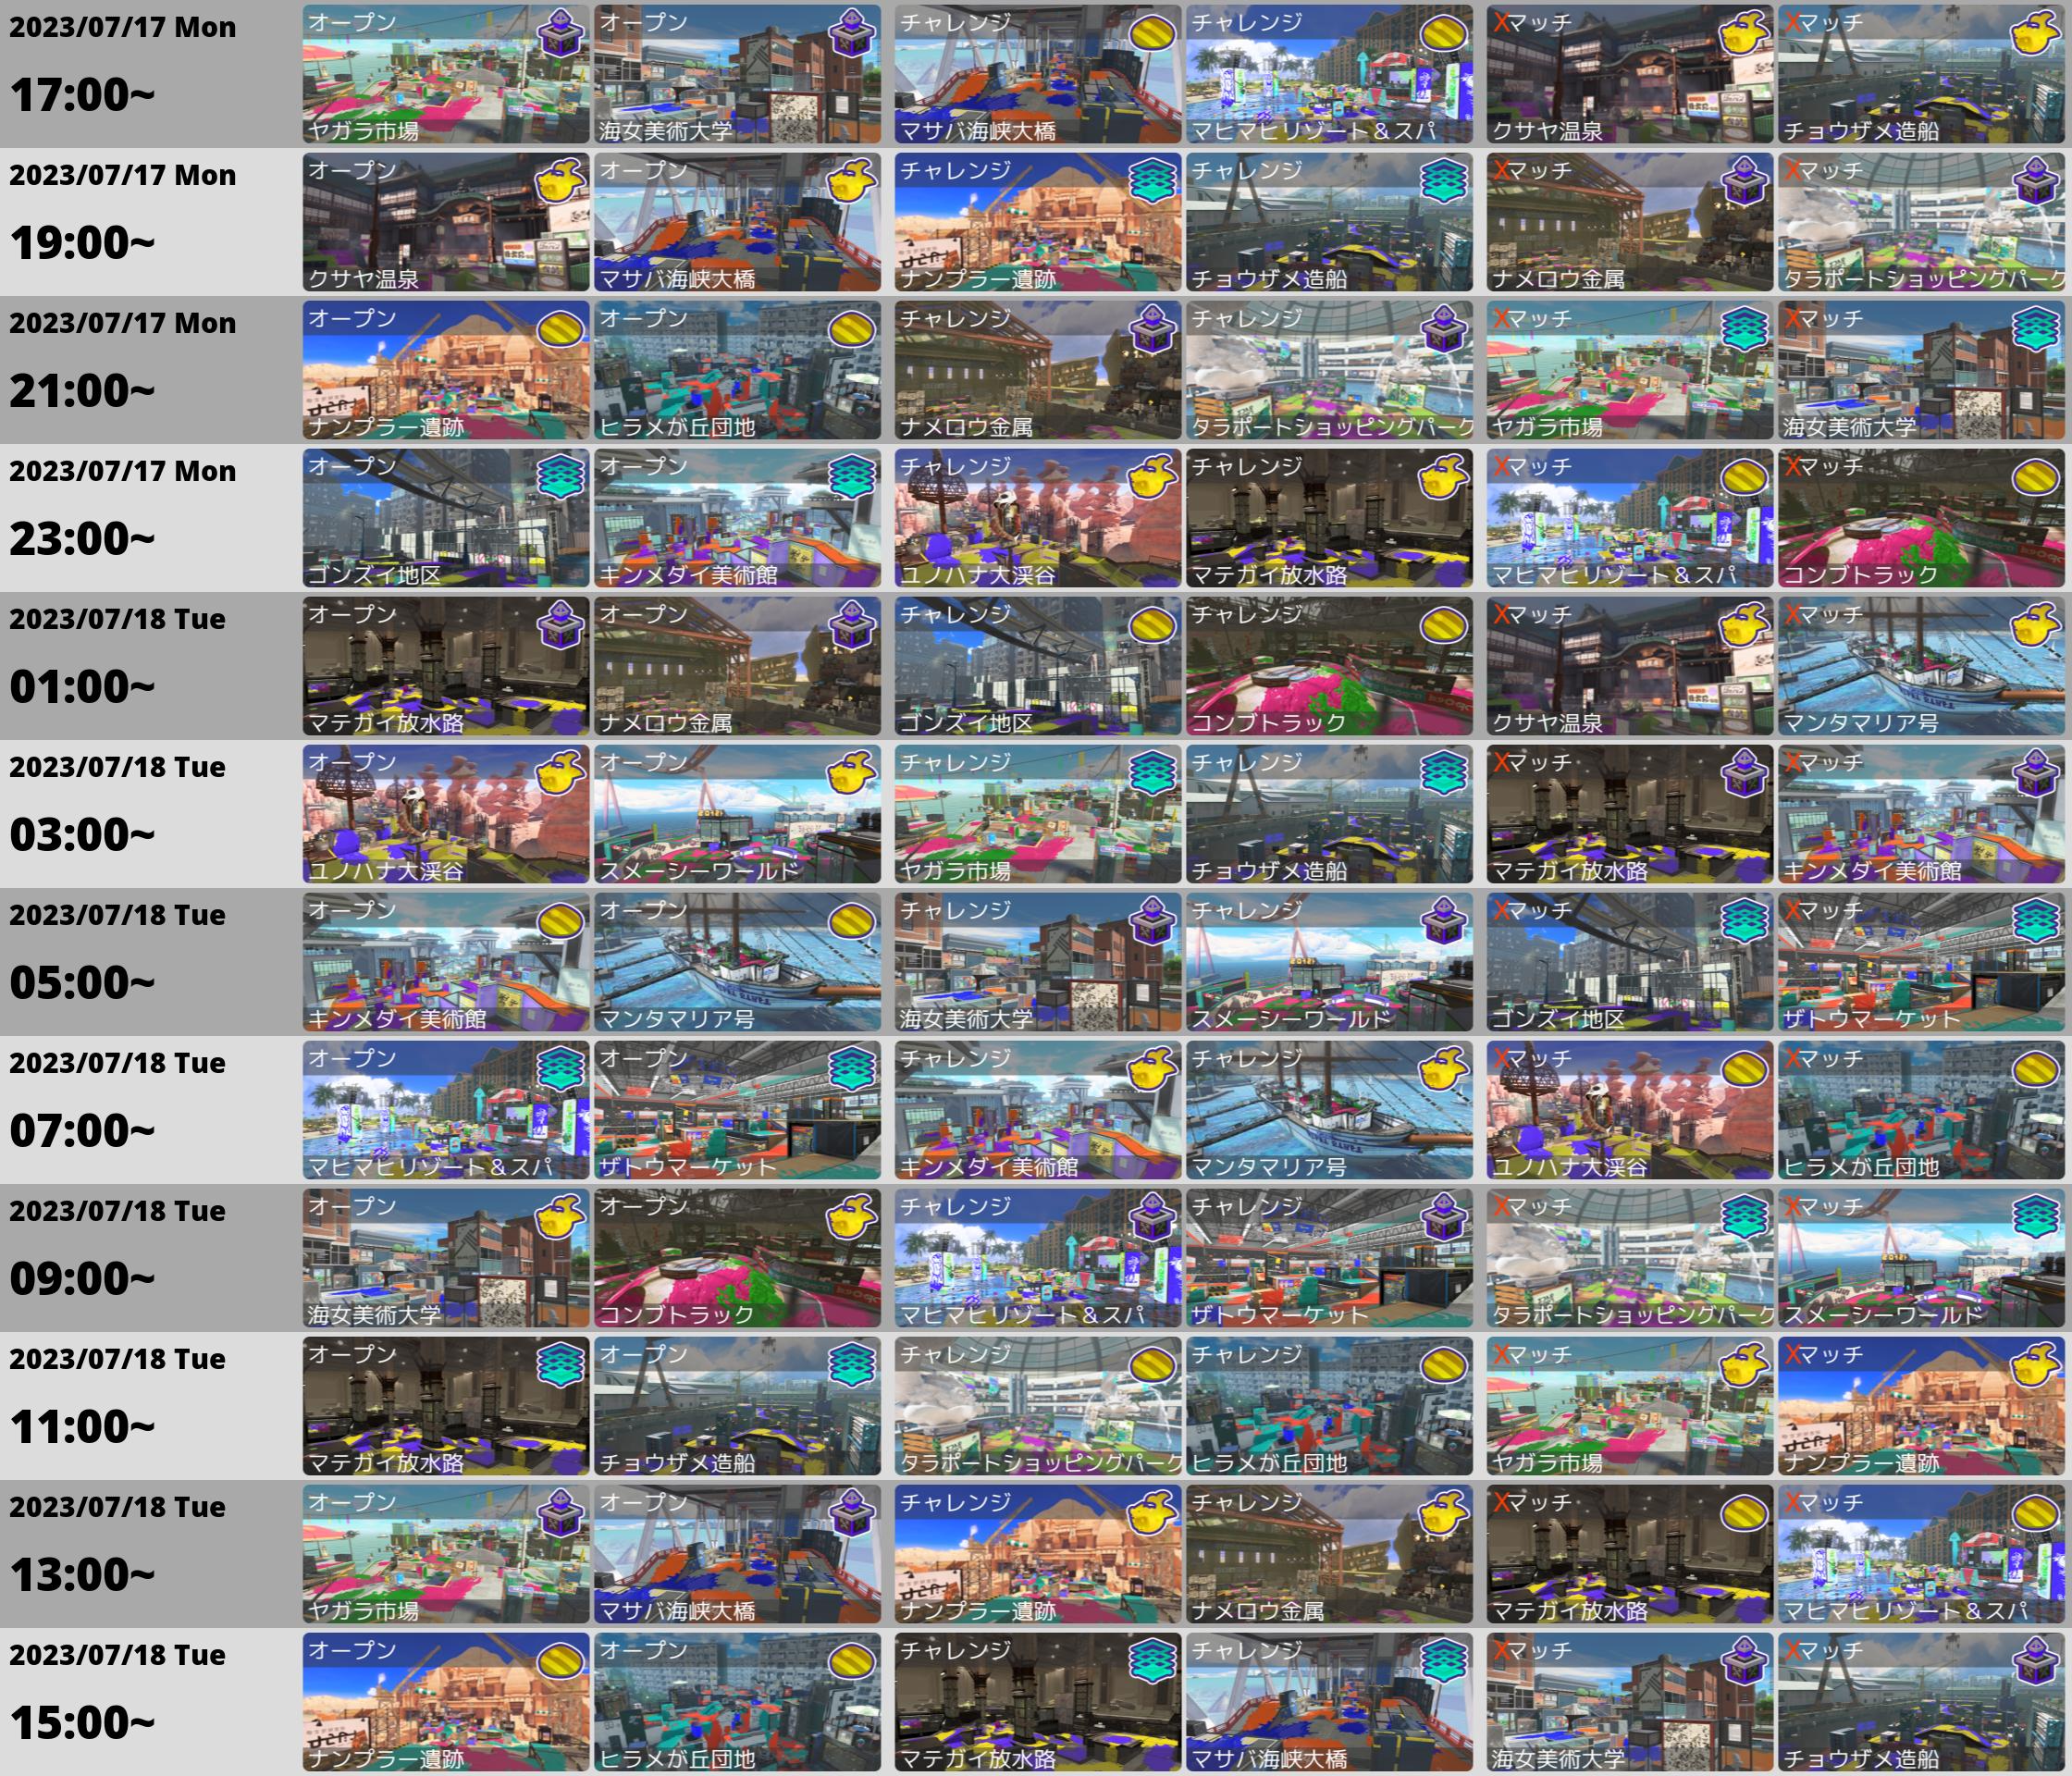 2023/07/17 Mon
17:00~
オープン オープン チャレンジ チャレンジ Xマッチ Xマッチ
ヤガラ市場 海女美術大学 マサバ海峡大橋 マヒマヒリゾート＆スパ クサヤ温泉 チョウザメ造船
2023/07/17 Mon
19:00~
オープン オープン チャレンジ チャレンジ Xマッチ Xマッチ
クサヤ温泉 マサバ海峡大橋 ナンプラー遺跡 チョウザメ造船 ナメロウ金属 タラポートショッピングパーク
2023/07/17 Mon
21:00~
オープン オープン チャレンジ チャレンジ Xマッチ Xマッチ
ナンプラー遺跡 ヒラメが丘団地 ナメロウ金属 タラポートショッピングパーク ヤガラ市場 海女美術大学
2023/07/17 Mon
23:00~
オープン オープン チャレンジ チャレンジ Xマッチ Xマッチ
ゴンズイ地区 キンメダイ美術館 ユノハナ大渓谷 マテガイ放水路 マヒマヒリゾート＆スパ コンブトラック
2023/07/18 Tue
01:00~
オープン オープン チャレンジ チャレンジ Xマッチ Xマッチ
マテガイ放水路 ナメロウ金属 ゴンズイ地区 コンブトラック クサヤ温泉 マンタマリア号
2023/07/18 Tue
03:00~
オープン オープン チャレンジ チャレンジ Xマッチ Xマッチ
ユノハナ大渓谷 スメーシーワールド ヤガラ市場 チョウザメ造船 マテガイ放水路 キンメダイ美術館
2023/07/18 Tue
05:00~
オープン オープン チャレンジ チャレンジ Xマッチ Xマッチ
キンメダイ美術館 マンタマリア号 海女美術大学 スメーシーワールド ゴンズイ地区 ザトウマーケット
2023/07/18 Tue
07:00~
オープン オープン チャレンジ チャレンジ Xマッチ Xマッチ
マヒマヒリゾート＆スパ ザトウマーケット キンメダイ美術館 マンタマリア号 ユノハナ大渓谷 ヒラメが丘団地
2023/07/18 Tue
09:00~
オープン オープン チャレンジ チャレンジ Xマッチ Xマッチ
海女美術大学 コンブトラック マヒマヒリゾート＆スパ ザトウマーケット タラポートショッピングパーク スメーシーワールド
2023/07/18 Tue
11:00~
オープン オープン チャレンジ チャレンジ Xマッチ Xマッチ
マテガイ放水路 チョウザメ造船 タラポートショッピングパーク ヒラメが丘団地 ヤガラ市場 ナンプラー遺跡
2023/07/18 Tue
13:00~
オープン オープン チャレンジ チャレンジ Xマッチ Xマッチ
ヤガラ市場 マサバ海峡大橋 ナンプラー遺跡 ナメロウ金属 マテガイ放水路 マヒマヒリゾート＆スパ
2023/07/18 Tue
15:00~
オープン オープン チャレンジ チャレンジ Xマッチ Xマッチ
ナンプラー遺跡 ヒラメが丘団地 マテガイ放水路 マサバ海峡大橋 海女美術大学 チョウザメ造船